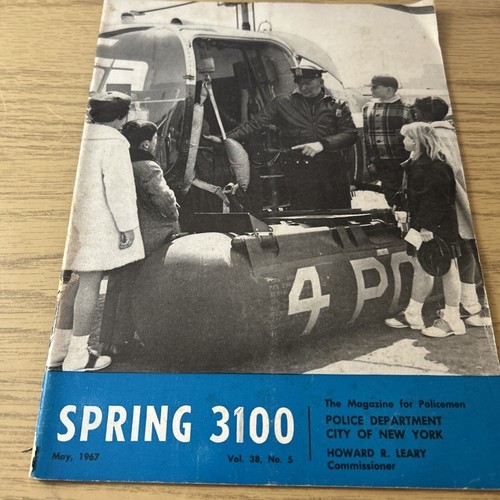 4 PO
SPRING 3100
May, 1967
Vol. 38, No. 5
The Magazine for Policemen
POLICE DEPARTMENT
CITY OF NEW YORK
HOWARD R. LEARY
Commissioner